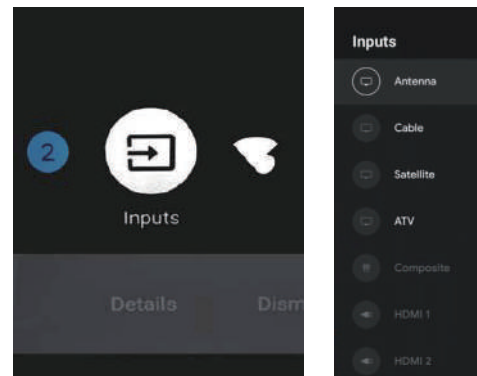 2
Inputs
Details
Dism
Inputs
Antenna
Cable
Satellite
ATV
Composite
HDMI 1
HDMI 2